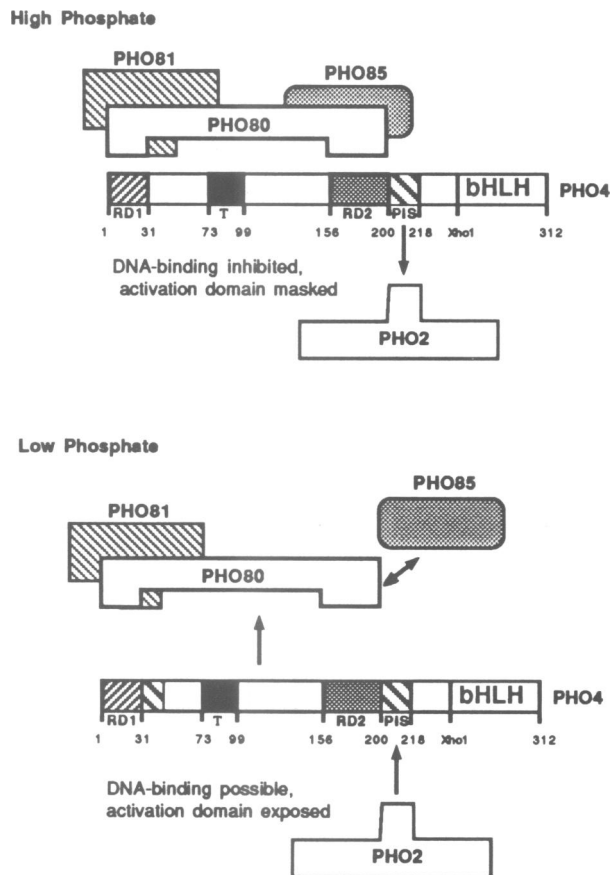 High Phosphate
PHO81
PHO85
PHO80
bHLH
PHO4
RD1 T RD2 PIS
1 31 73 99 156 200 218 Xho1 312
DNA-binding inhibited,
activation domain masked
PHO2
Low Phosphate
PHO85
PHO81
PHO80
bHLH
PHO4
RD1 T RD2 PIS
1 31 73 99 156 200 218 Xho1 312
DNA-binding possible,
activation domain exposed
PHO2